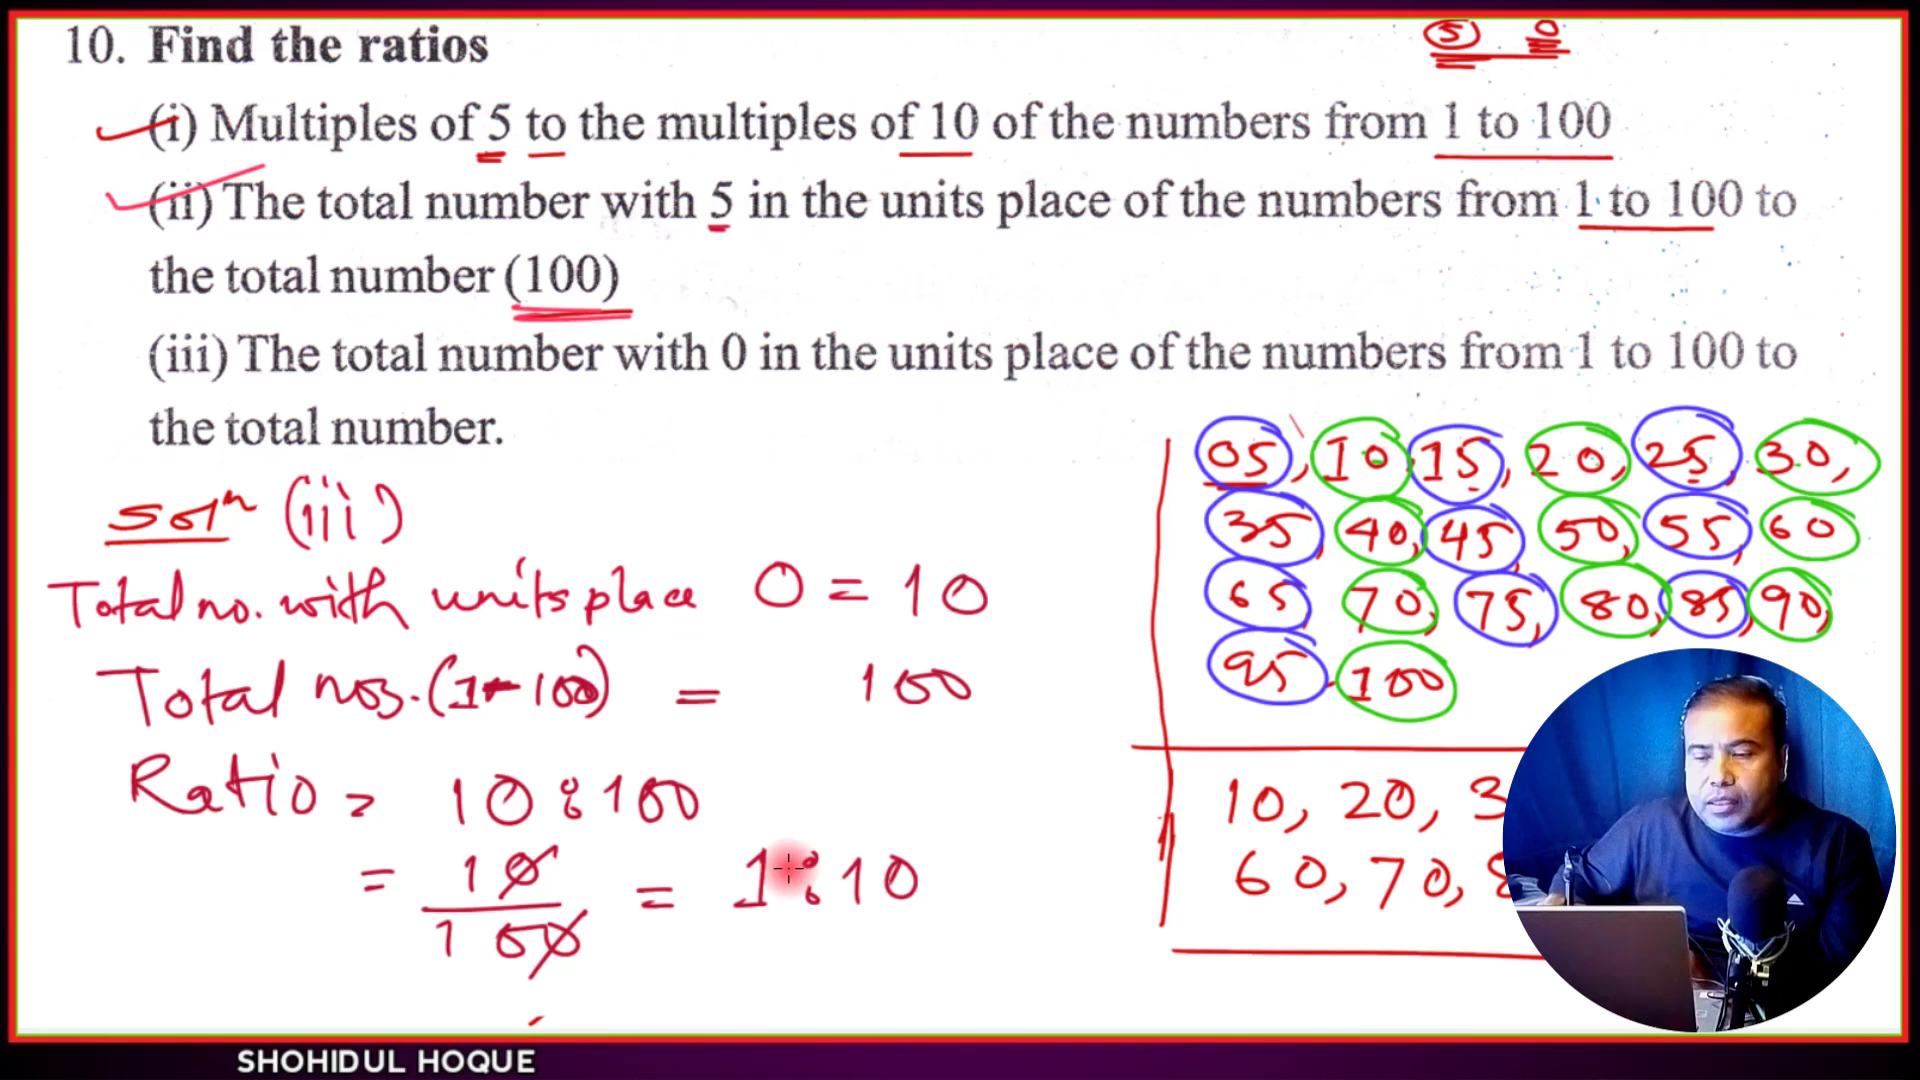 5 0
10. Find the ratios
(i) Multiples of 5 to the multiples of 10 of the numbers from 1 to 100
(ii) The total number with 5 in the units place of the numbers from 1 to 100 to
the total number (100)
(iii) The total number with 0 in the units place of the numbers from 1 to 100 to
the total number.
Solⁿ (iii)
Total no. with units place 0 = 10
Total nos. (1-100) = 100
Ratio = 10 : 100
= 10/100 = 1:10
05, 10, 15, 20, 25, 30,
35, 40, 45, 50, 55, 60
65, 70, 75, 80, 85, 90,
95, 100
10, 20, 3
60, 70, 8
SHOHIDUL HOQUE